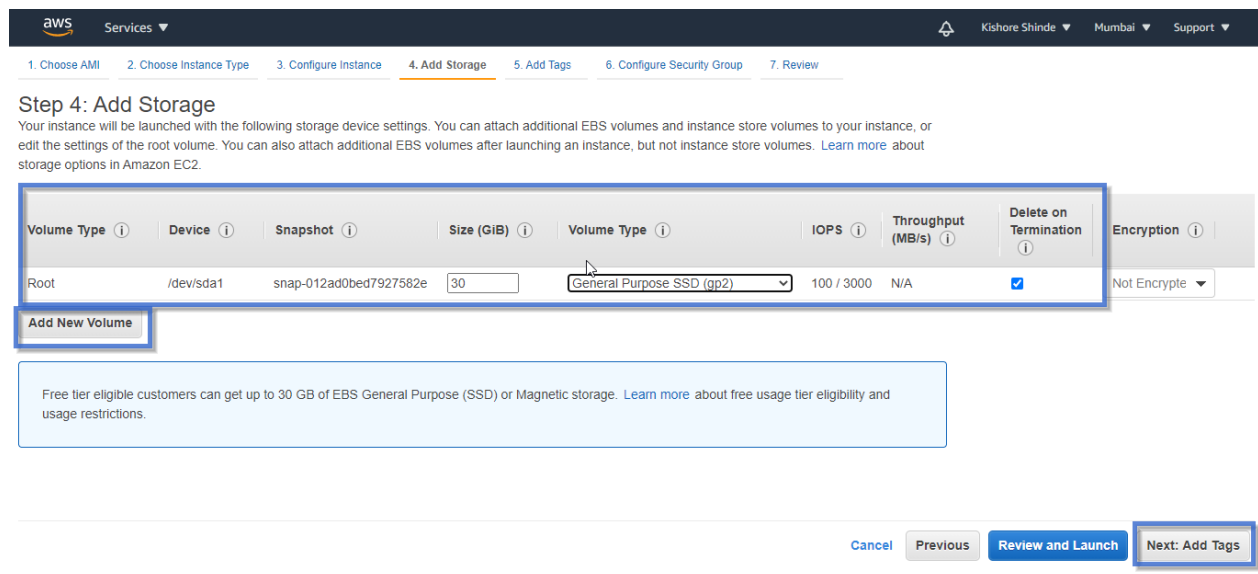 aws Services Kishore Shinde Mumbai Support
1. Choose AMI 2. Choose Instance Type 3. Configure Instance 4. Add Storage 5. Add Tags 6. Configure Security Group 7. Review
Step 4: Add Storage
Your instance will be launched with the following storage device settings. You can attach additional EBS volumes and instance store volumes to your instance, or
edit the settings of the root volume. You can also attach additional EBS volumes after launching an instance, but not instance store volumes. Learn more about
storage options in Amazon EC2.
Volume Type Device Snapshot Size (GiB) Volume Type IOPS Throughput (MB/s) Delete on Termination Encryption
Root /dev/sda1 snap-012ad0bed7927582e 30 General Purpose SSD (gp2) 100 / 3000 N/A Not Encrypte
Add New Volume
Free tier eligible customers can get up to 30 GB of EBS General Purpose (SSD) or Magnetic storage. Learn more about free usage tier eligibility and
usage restrictions.
Cancel Previous Review and Launch Next: Add Tags